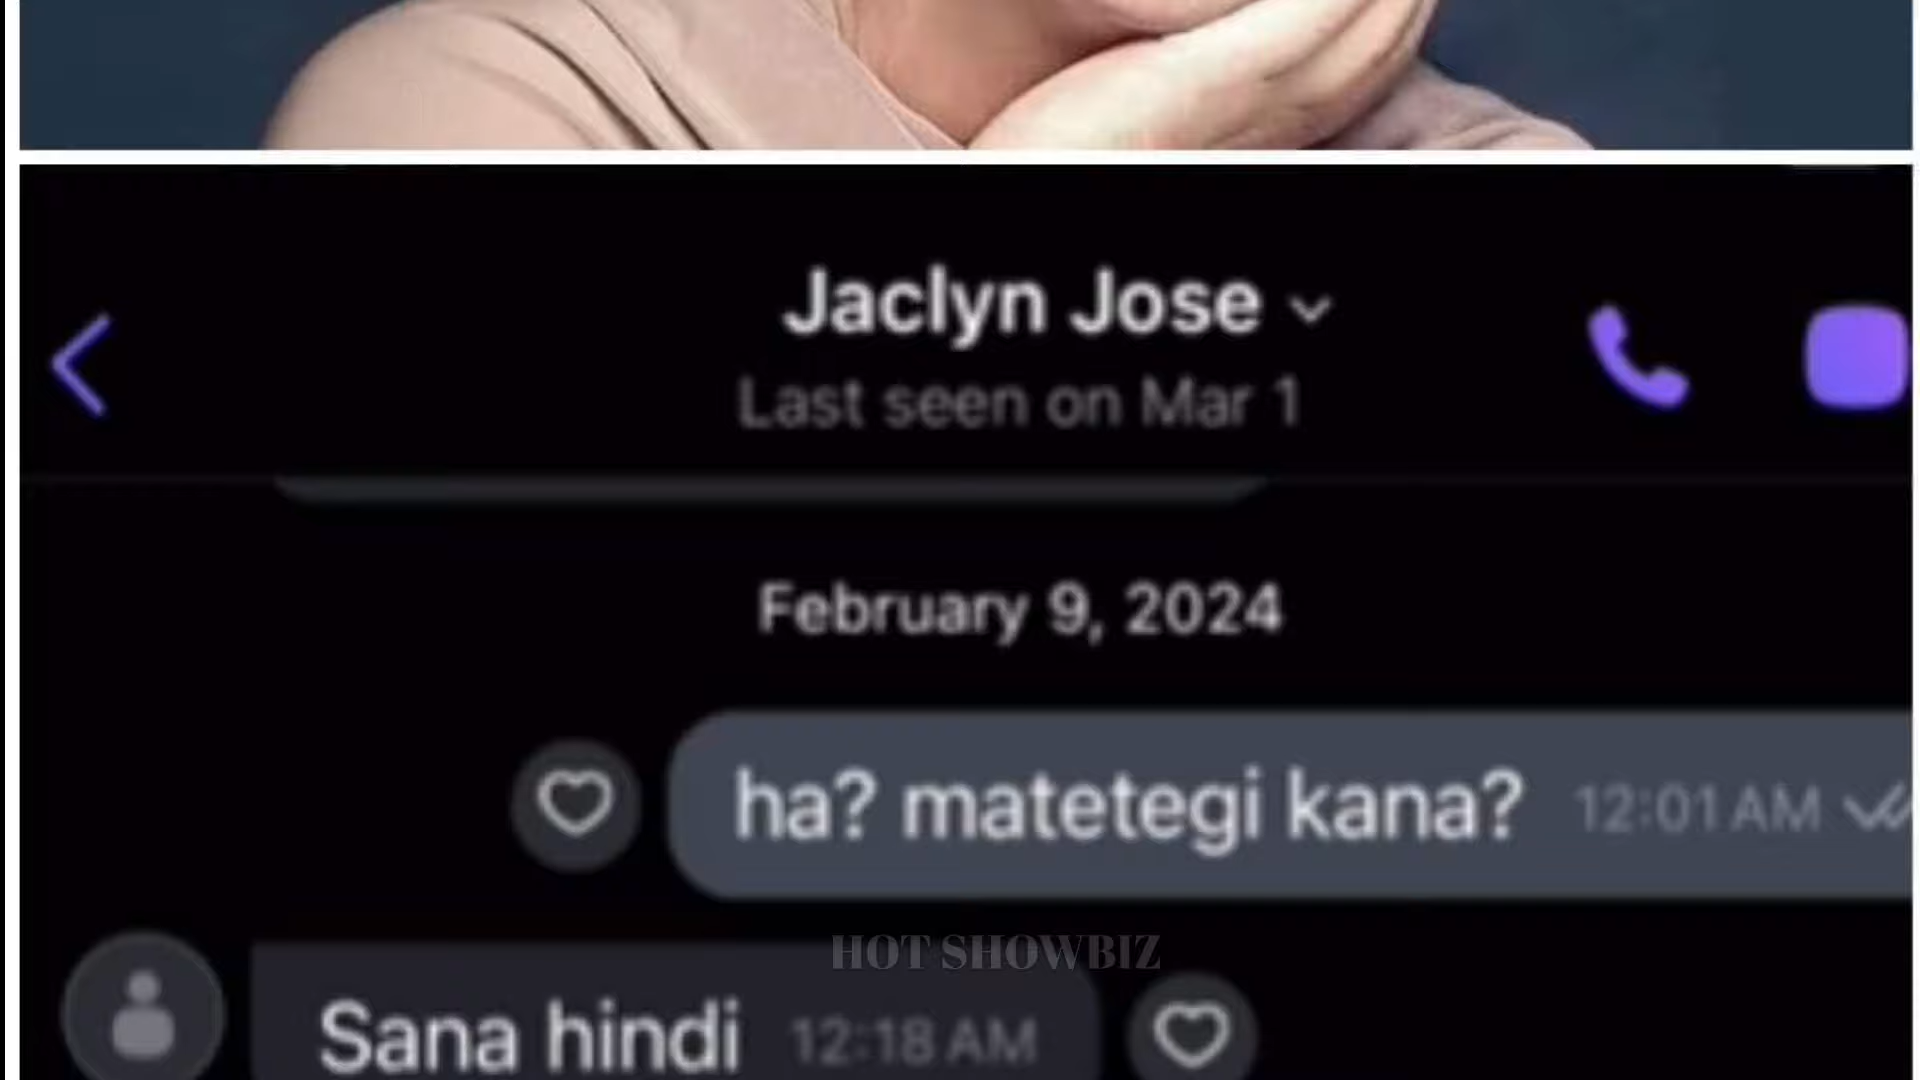 Jaclyn Jose
Last seen on Mar 1
February 9, 2024
ha? matetegi kana? 12:01 AM
HOT SHOWBIZ
Sana hindi 12:18 AM